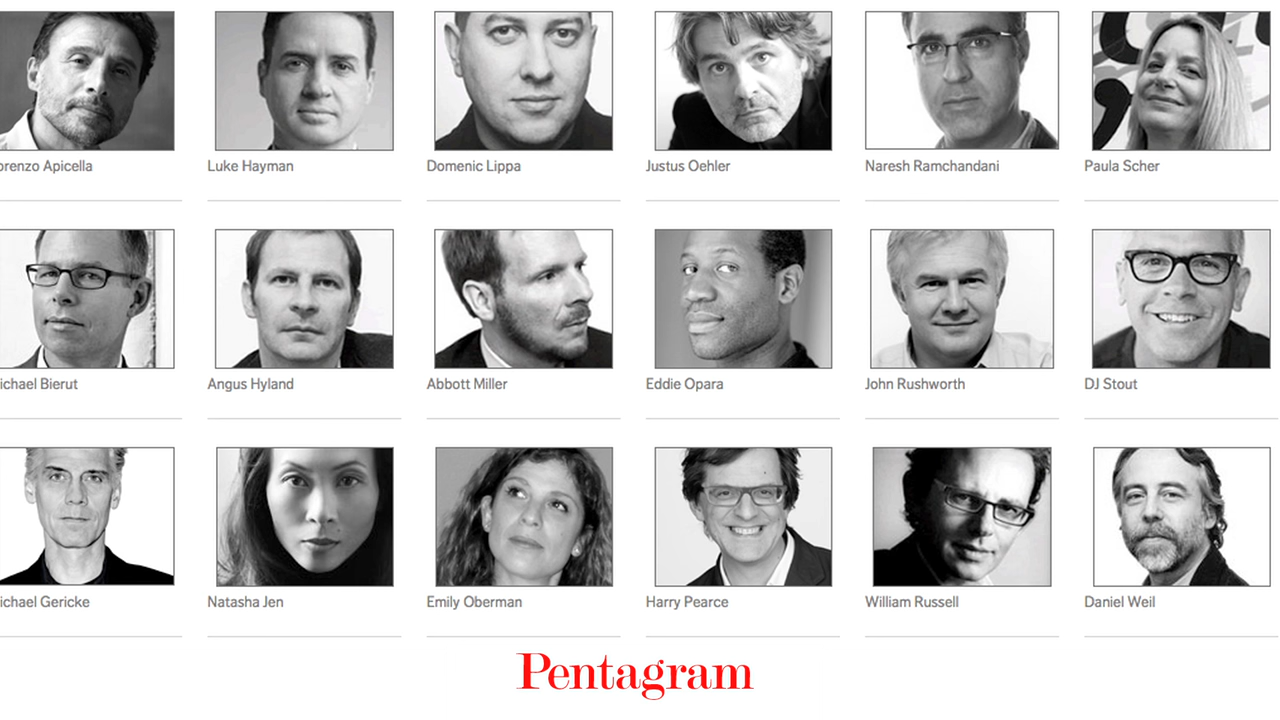 orenzo Apicella
Luke Hayman
Domenic Lippa
Justus Oehler
Naresh Ramchandani
Paula Scher
ichael Bierut
Angus Hyland
Abbott Miller
Eddie Opara
John Rushworth
DJ Stout
ichael Gericke
Natasha Jen
Emily Oberman
Harry Pearce
William Russell
Daniel Weil
Pentagram